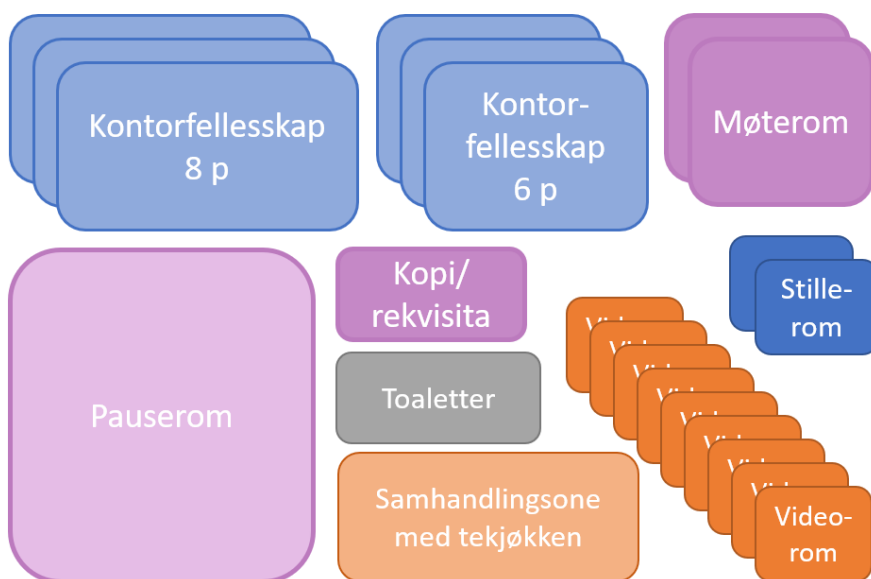 Kontorfellesskap
8 p
Kontor-
fellesskap
6 p
Møterom
Pauserom
Kopi/
rekvisita
Toaletter
Samhandlingsone
med tekjøkken
Stille-
rom
Video-
rom